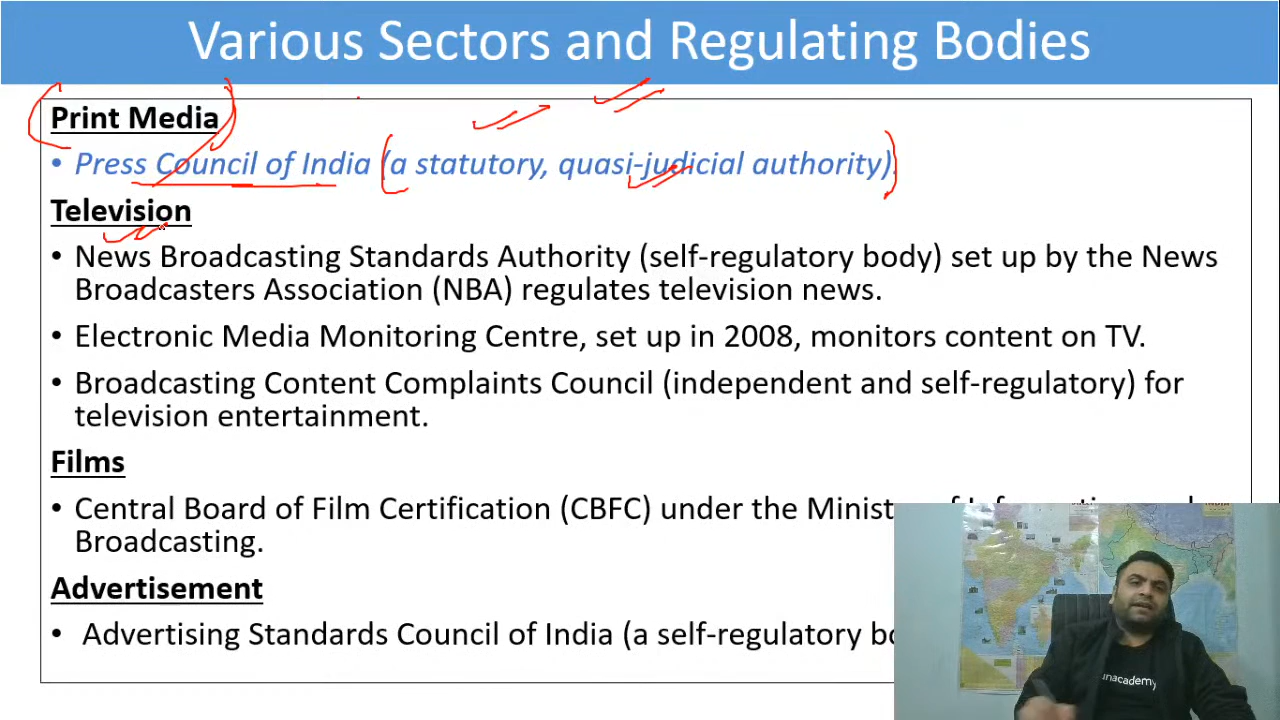 Various Sectors and Regulating Bodies
Print Media
• Press Council of India (a statutory, quasi-judicial authority).
Television
• News Broadcasting Standards Authority (self-regulatory body) set up by the News
Broadcasters Association (NBA) regulates television news.
• Electronic Media Monitoring Centre, set up in 2008, monitors content on TV.
• Broadcasting Content Complaints Council (independent and self-regulatory) for
television entertainment.
Films
• Central Board of Film Certification (CBFC) under the
Broadcasting.
Advertisement
• Advertising Standards Council of India (a self-regulatory
unacademy